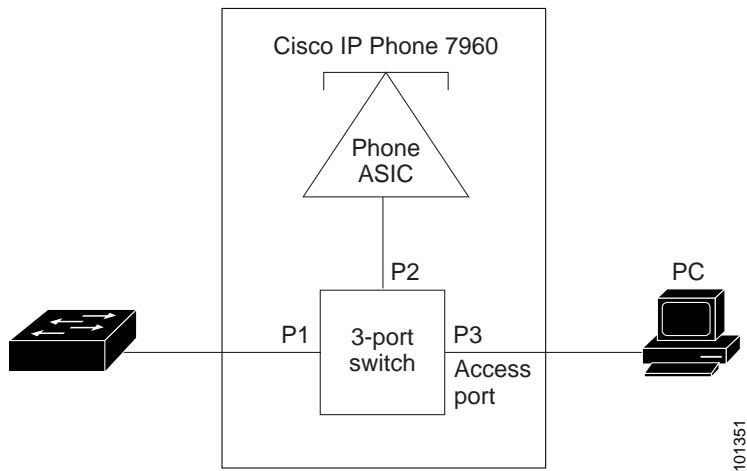 Cisco IP Phone 7960
Phone
ASIC
P2
PC
P1
3-port
switch
P3
Access
port
101351